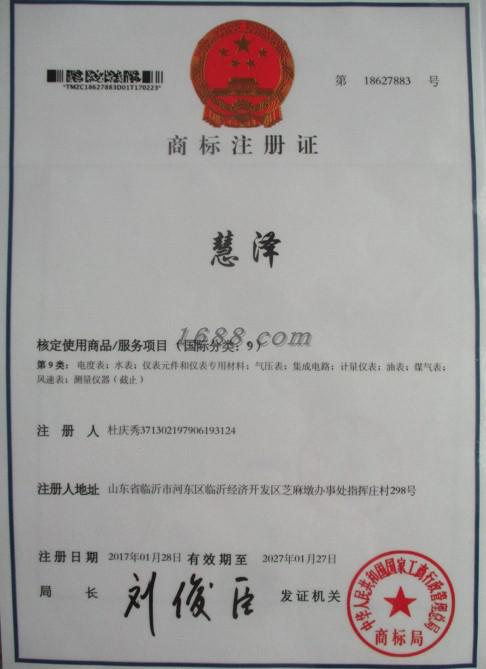 *TMZC18627883D01T170223*
第 18627883 号
商标注册证
慧泽
核定使用商品/服务项目（国际分类：9）
1688.com
第9类：电度表；水表；仪表元件和仪表专用材料；气压表；集成电路；计量仪表；油表；煤气表；
风速表；测量仪器（截止）
注册人 杜庆秀371302197906193124
注册人地址 山东省临沂市河东区临沂经济开发区芝麻墩办事处指挥庄村298号
注册日期 2017年01月28日 有效期至 2027年01月27日
局长 刘俊臣 发证机关
中华人民共和国国家工商行政管理总局
商标局